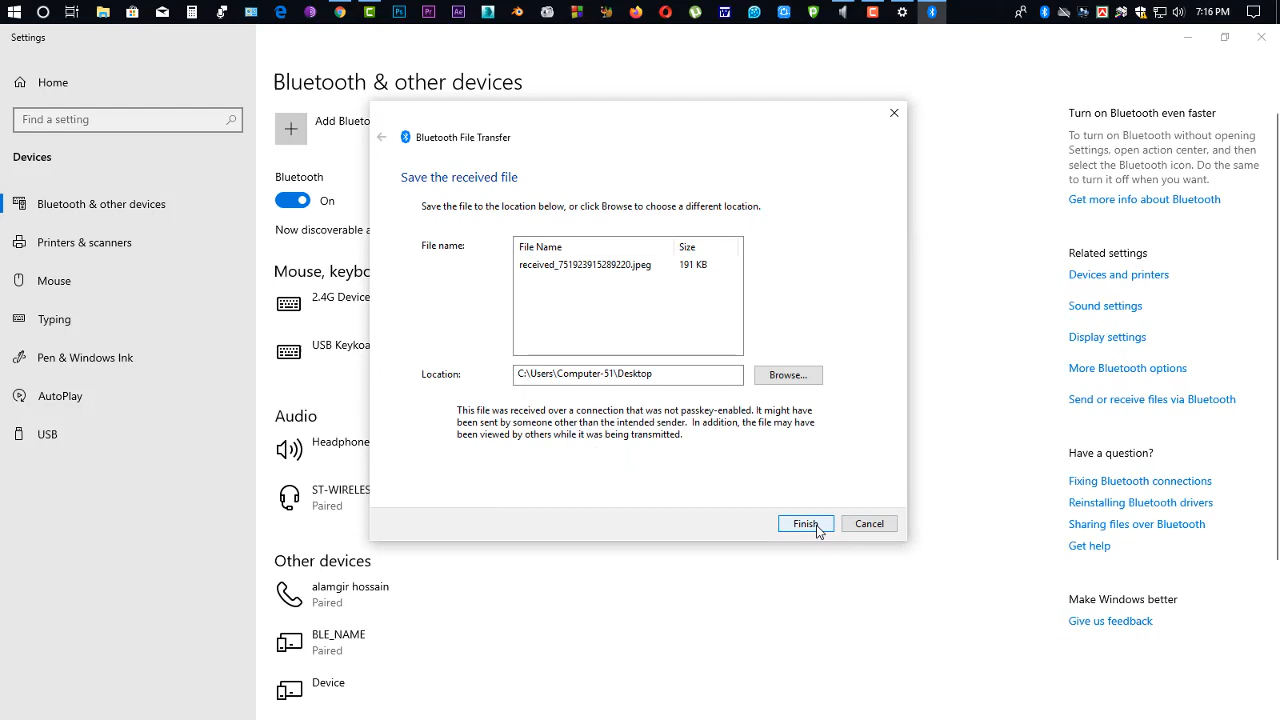 7:16 PM
Settings
Home
Find a setting
Devices
Bluetooth & other devices
Printers & scanners
Mouse
Typing
Pen & Windows Ink
AutoPlay
USB
Bluetooth & other devices
Add Blueto
Bluetooth
On
Now discoverable a
Mouse, keybo
2.4G Device
USB Keyboa
Audio
Headphone
ST-WIRELES
Paired
Other devices
alamgir hossain
Paired
BLE_NAME
Paired
Device
Bluetooth File Transfer
Save the received file
Save the file to the location below, or click Browse to choose a different location.
File name:
File Name Size
received_751923915289220.jpeg 191 KB
Location:
C:\Users\Computer-51\Desktop
Browse...
This file was received over a connection that was not passkey-enabled. It might have
been sent by someone other than the intended sender. In addition, the file may have
been viewed by others while it was being transmitted.
Finish
Cancel
Turn on Bluetooth even faster
To turn on Bluetooth without opening
Settings, open action center, and then
select the Bluetooth icon. Do the same
to turn it off when you want.
Get more info about Bluetooth
Related settings
Devices and printers
Sound settings
Display settings
More Bluetooth options
Send or receive files via Bluetooth
Have a question?
Fixing Bluetooth connections
Reinstalling Bluetooth drivers
Sharing files over Bluetooth
Get help
Make Windows better
Give us feedback